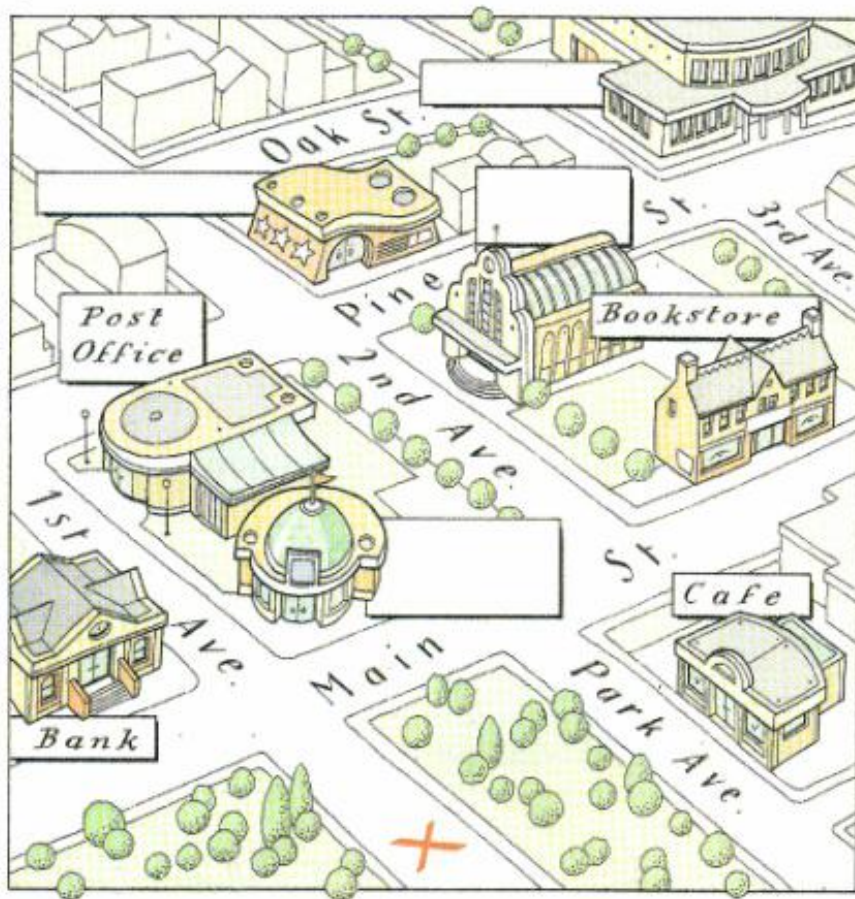 Oak St.
Pine St.
3rd Ave.
Post
Office
Bookstore
2nd Ave.
1st Ave.
Main St.
Cafe
Park Ave.
Bank